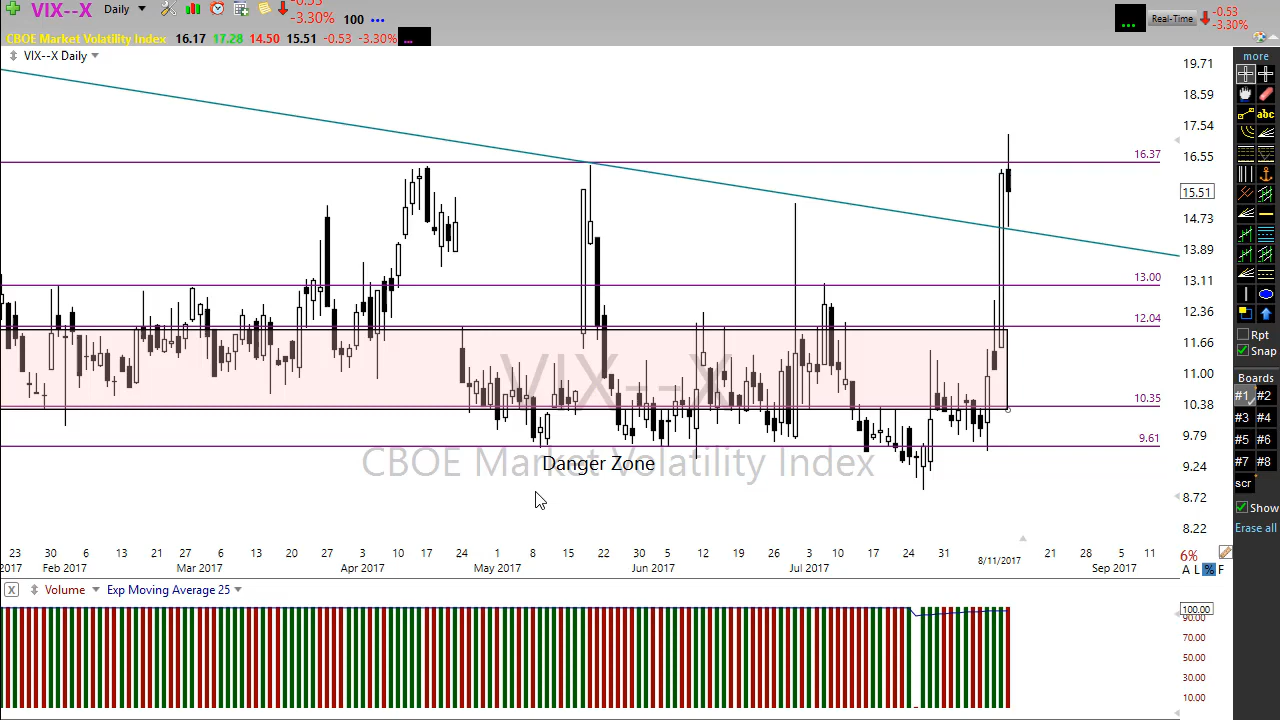 VIX--X Daily -0.53
-3.30% 100 ...
CBOE Market Volatility Index 16.17 17.28 14.50 15.51 -0.53 -3.30% ...
... Real-Time -0.53
-3.30%
VIX--X Daily
more
abc
19.71
18.59
17.54
16.55
15.51
14.73
13.89
13.11
12.36
11.66
11.00
10.38
9.79
9.24
8.72
8.22
16.37
13.00
12.04
10.35
9.61
VIX--X
CBOE Market Volatility Index
Danger Zone
Rpt
Snap
Boards
#1 #2
#3 #4
#5 #6
#7 #8
scr
Show
Erase all
23 30 6 13 21 27 6 13 20 27 3 10 17 24 1 8 15 22 30 5 12 19 26 3 10 17 24 31 8/11/2017 21 28 5 11
2017 Feb 2017 Mar 2017 Apr 2017 May 2017 Jun 2017 Jul 2017 Sep 2017
6%
A L % F
X Volume Exp Moving Average 25
100.00
90.00
70.00
50.00
30.00
10.00